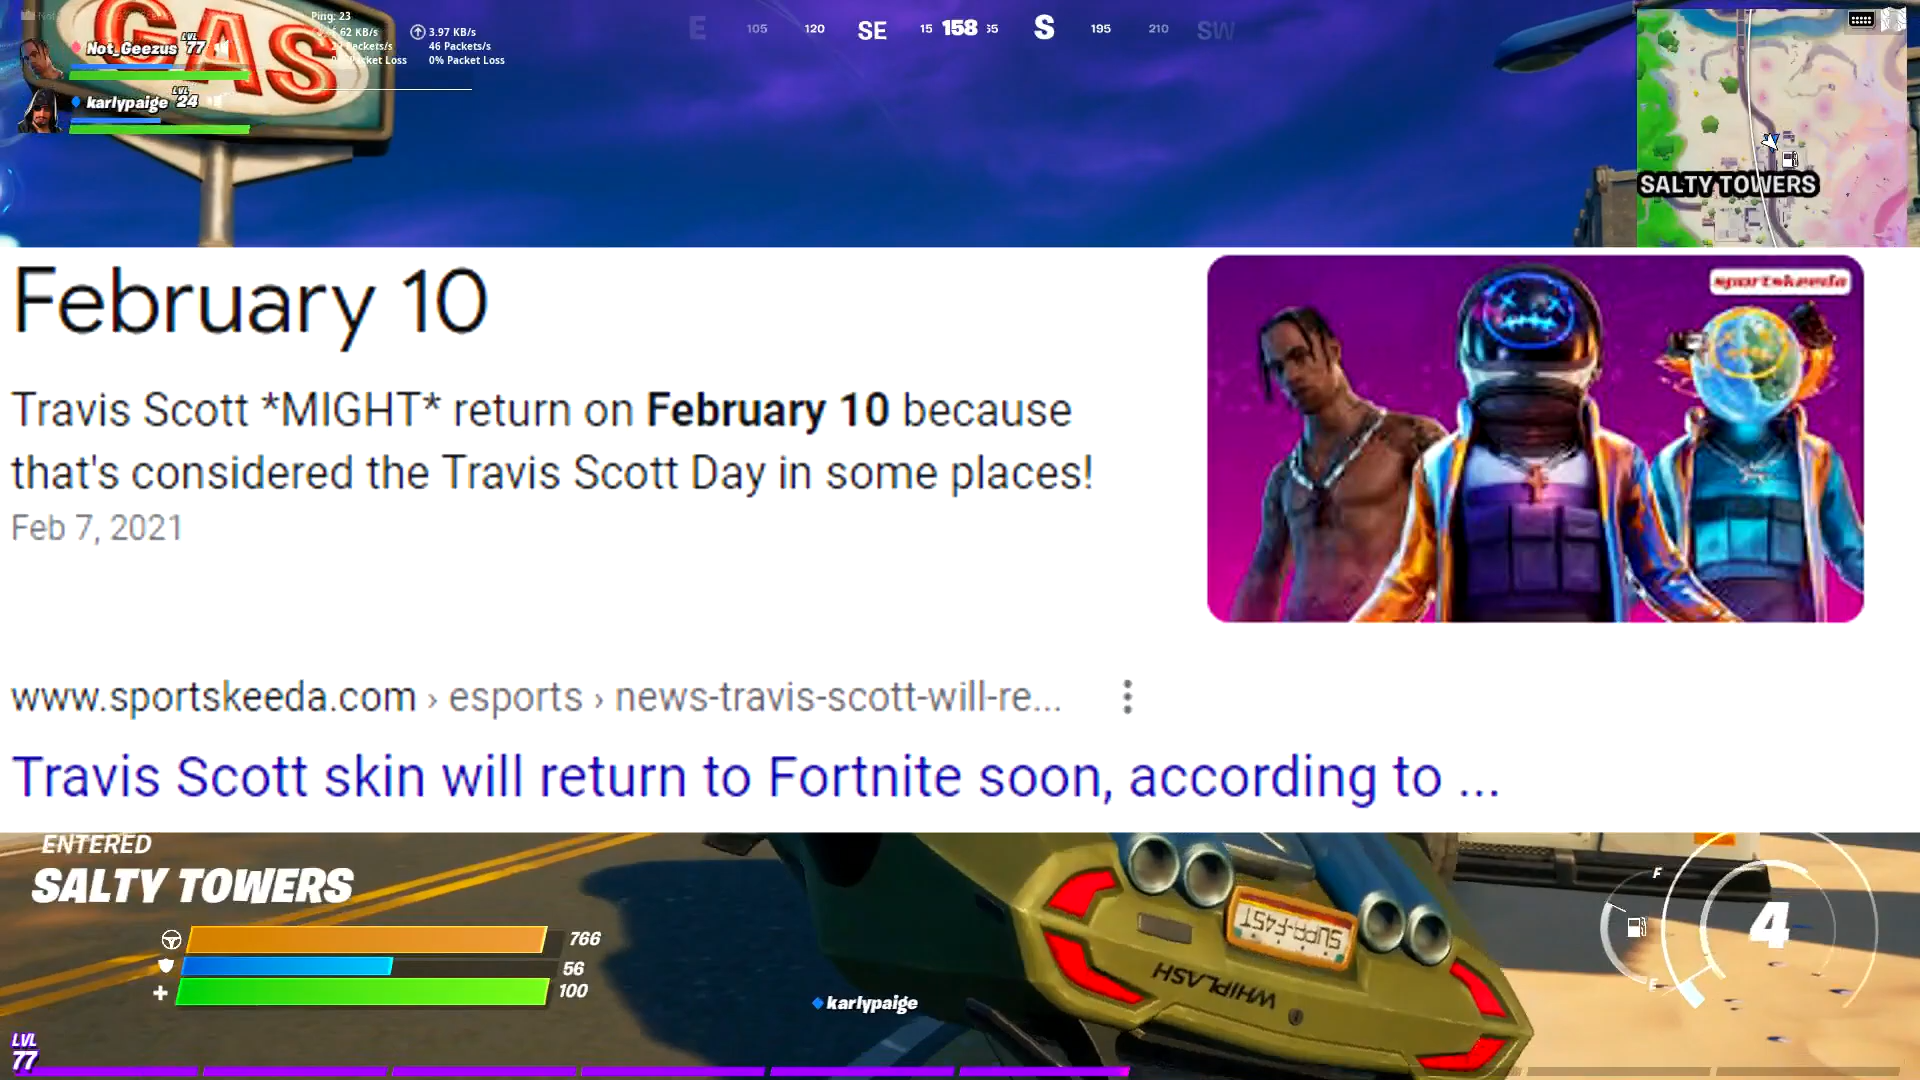 GAS
Ping: 23
Not_Geezus LVL 77
karlypaige LVL 24
3.97 KB/s
46 Packets/s
Packet Loss
0% Packet Loss
E 105 120 SE 15 158 S 195 210 SW
SALTY TOWERS
February 10
Travis Scott *MIGHT* return on February 10 because
that's considered the Travis Scott Day in some places!
Feb 7, 2021
sportskeeda
www.sportskeeda.com › esports › news-travis-scott-will-re...
Travis Scott skin will return to Fortnite soon, according to ...
ENTERED
SALTY TOWERS
766
56
100
karlypaige
SUPA-FAST
WHIPLASH
F
E
4
LVL
77